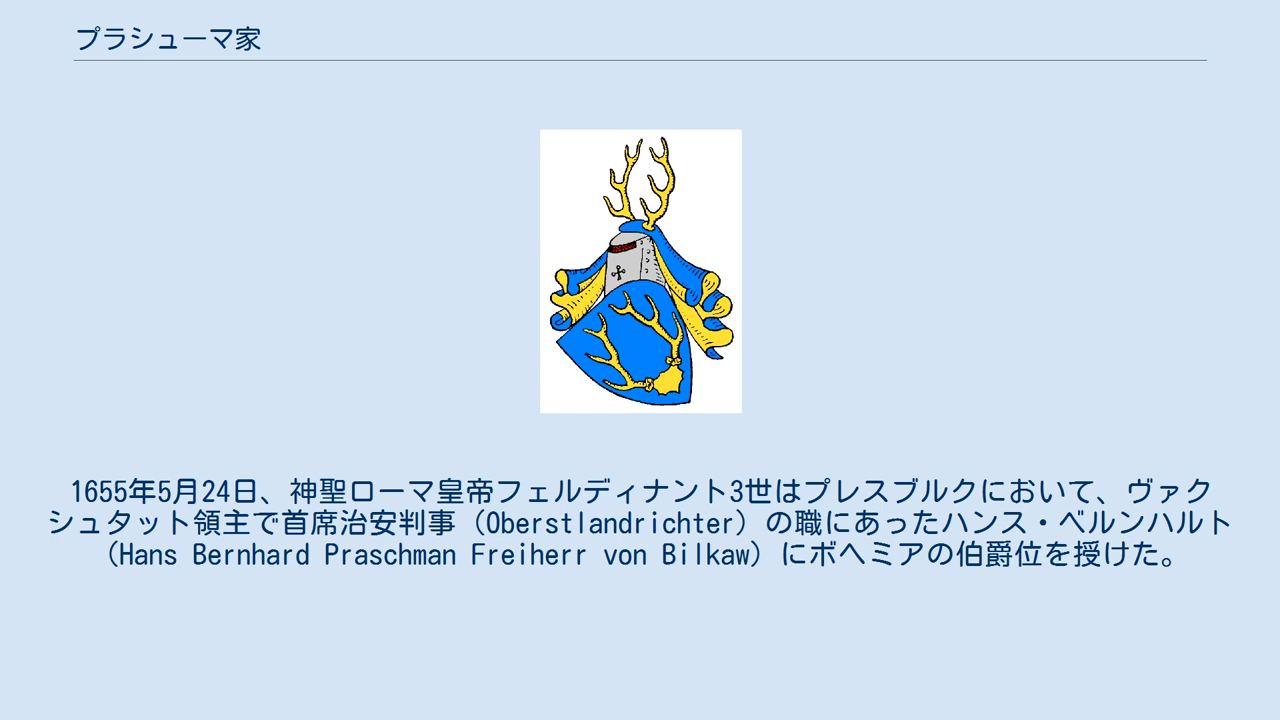 プラシューマ家
1655年5月24日、神聖ローマ皇帝フェルディナント3世はプレスブルクにおいて、ヴァク
シュタット領主で首席治安判事（Oberstlandrichter）の職にあったハンス・ベルンハルト
（Hans Bernhard Praschman Freiherr von Bilkaw）にボヘミアの伯爵位を授けた。